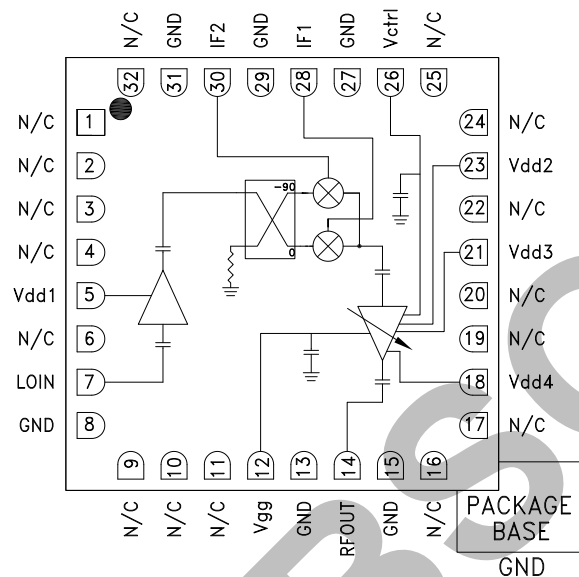 N/C GND IF2 GND IF1 GND Vctrl N/C
32 31 30 29 28 27 26 25
N/C 1
24 N/C
N/C 2
23 Vdd2
N/C 3
-90
22 N/C
N/C 4
0
21 Vdd3
Vdd1 5
20 N/C
N/C 6
19 N/C
LOIN 7
18 Vdd4
GND 8
17 N/C
9 10 11 12 13 14 15 16
N/C N/C N/C Vgg GND RFOUT GND N/C
PACKAGE
BASE
GND